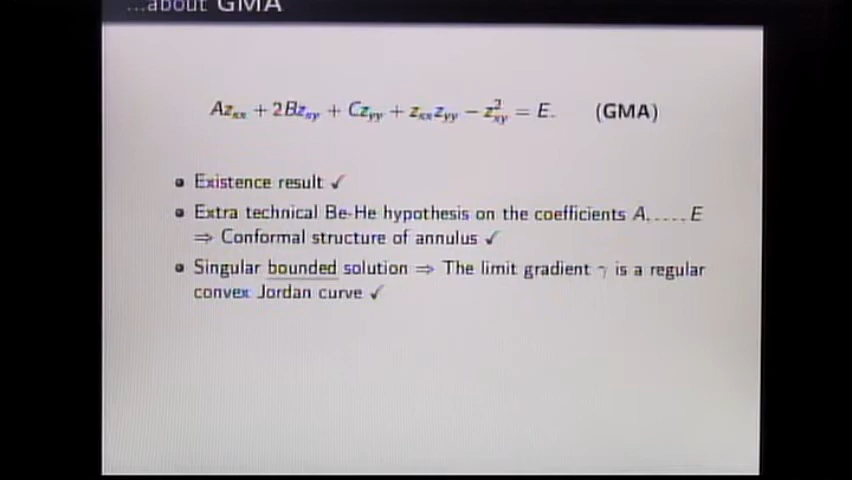 ...about GMA
Az_xx + 2Bz_xy + Cz_yy + z_xx z_yy − z_xy^2 = E. (GMA)
• Existence result ✓
• Extra technical Be-He hypothesis on the coefficients A, . . . , E
⇒ Conformal structure of annulus ✓
• Singular bounded solution ⇒ The limit gradient γ is a regular
convex Jordan curve ✓